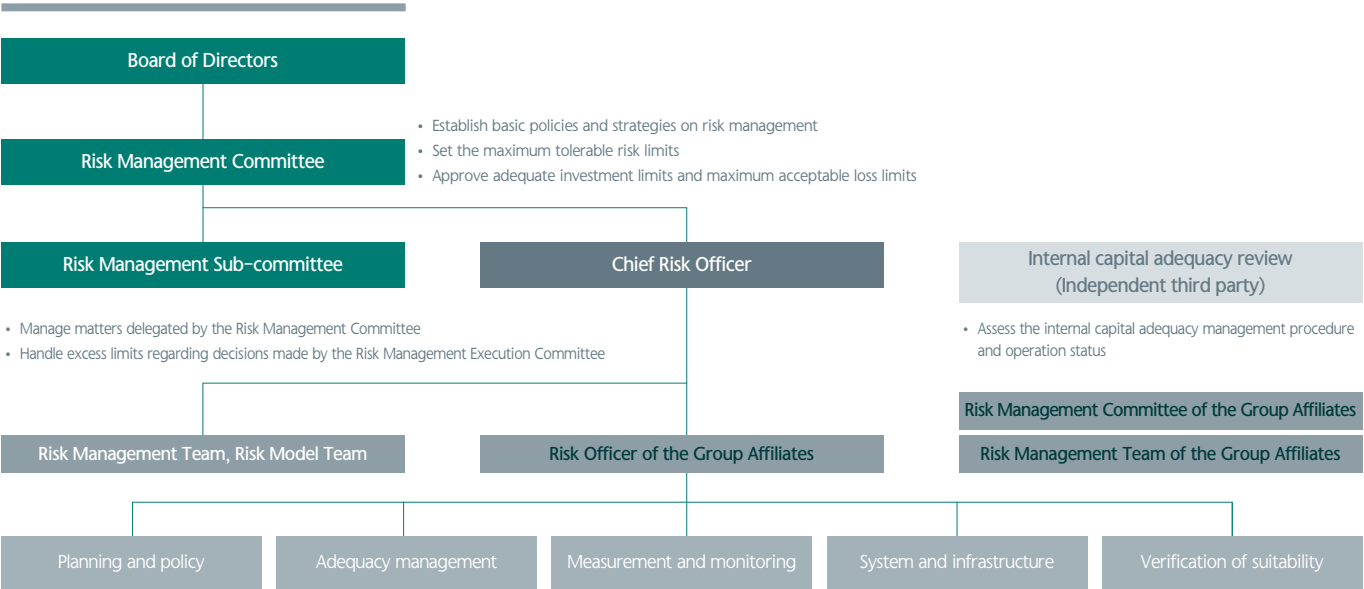 Board of Directors
Risk Management Committee
• Establish basic policies and strategies on risk management
• Set the maximum tolerable risk limits
• Approve adequate investment limits and maximum acceptable loss limits
Risk Management Sub-committee
Chief Risk Officer
Internal capital adequacy review
(Independent third party)
• Manage matters delegated by the Risk Management Committee
• Handle excess limits regarding decisions made by the Risk Management Execution Committee
• Assess the internal capital adequacy management procedure
and operation status
Risk Management Committee of the Group Affiliates
Risk Management Team, Risk Model Team
Risk Officer of the Group Affiliates
Risk Management Team of the Group Affiliates
Planning and policy
Adequacy management
Measurement and monitoring
System and infrastructure
Verification of suitability